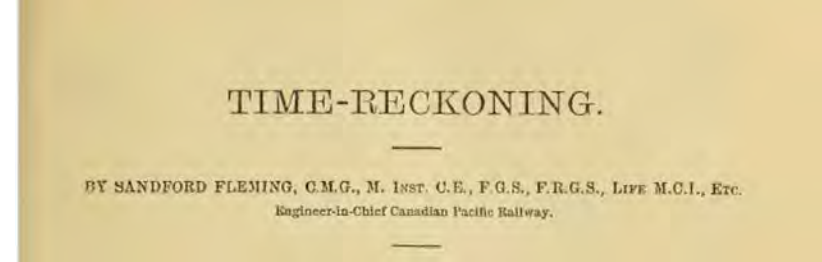 TIME-RECKONING.
BY SANDFORD FLEMING, C.M.G., M. INST. C.E., F.G.S., F.R.G.S., LIFE M.C.I., ETC.
Engineer-in-Chief Canadian Pacific Railway.